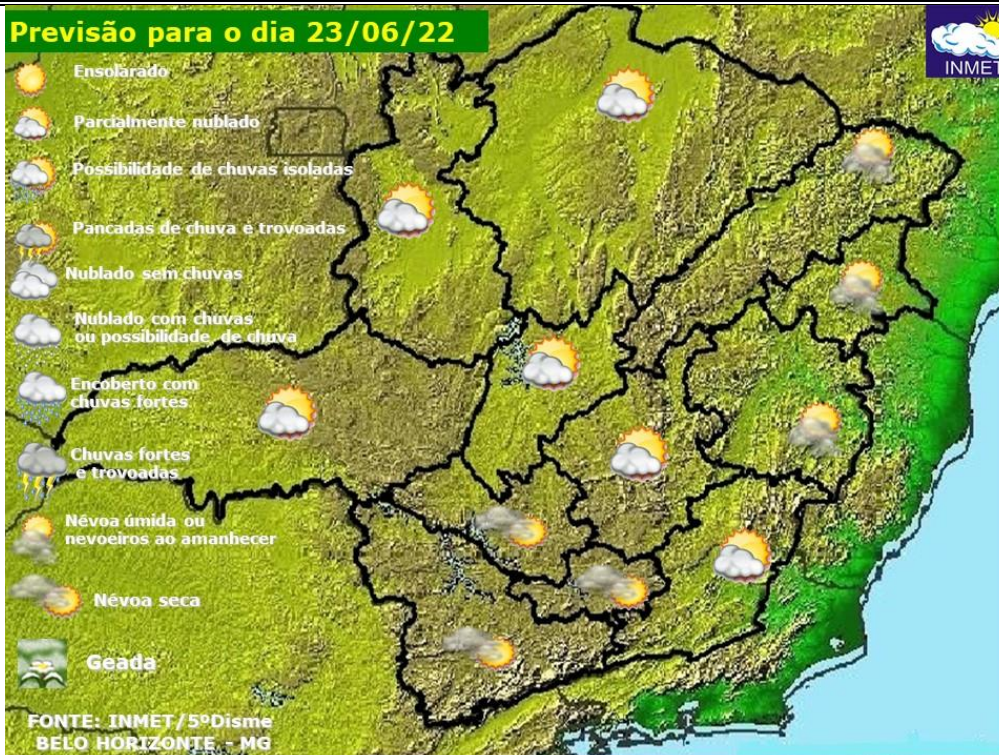 Previsão para o dia 23/06/22
INMET
Ensolarado
Parcialmente nublado
Possibilidade de chuvas isoladas
Pancadas de chuva e trovoadas
Nublado sem chuvas
Nublado com chuvas
ou possibilidade de chuva
Encoberto com
chuvas fortes
Chuvas fortes
e trovoadas
Névoa úmida ou
nevoeiros ao amanhecer
Névoa seca
Geada
FONTE: INMET/5ºDisme
BELO HORIZONTE - MG